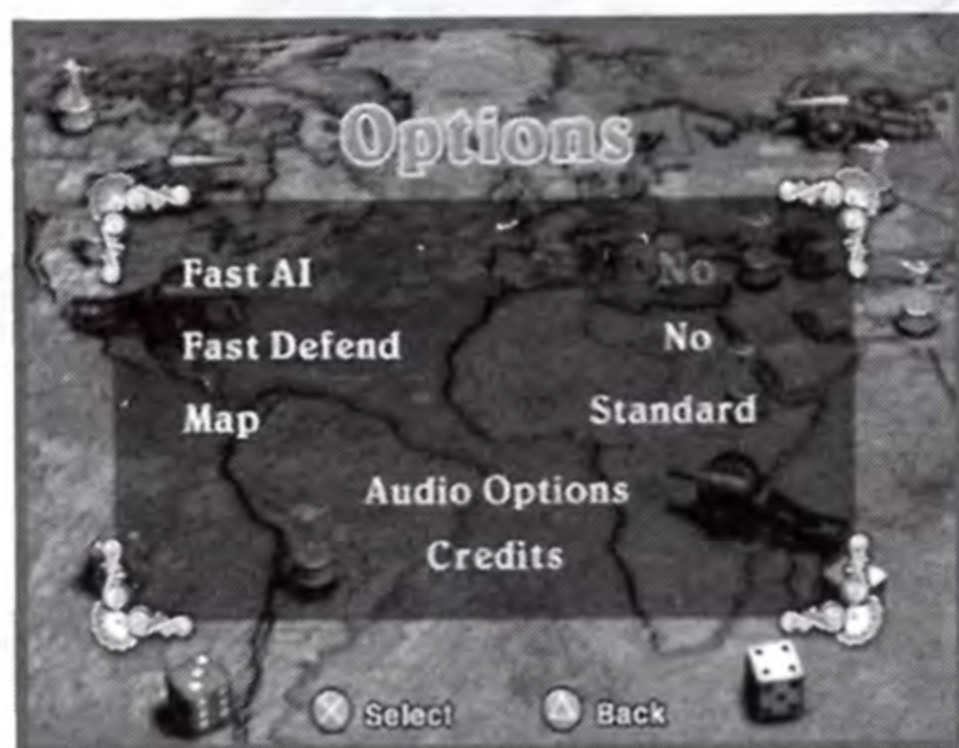 Options
Fast AI No
Fast Defend No
Map Standard
Audio Options
Credits
Select Back